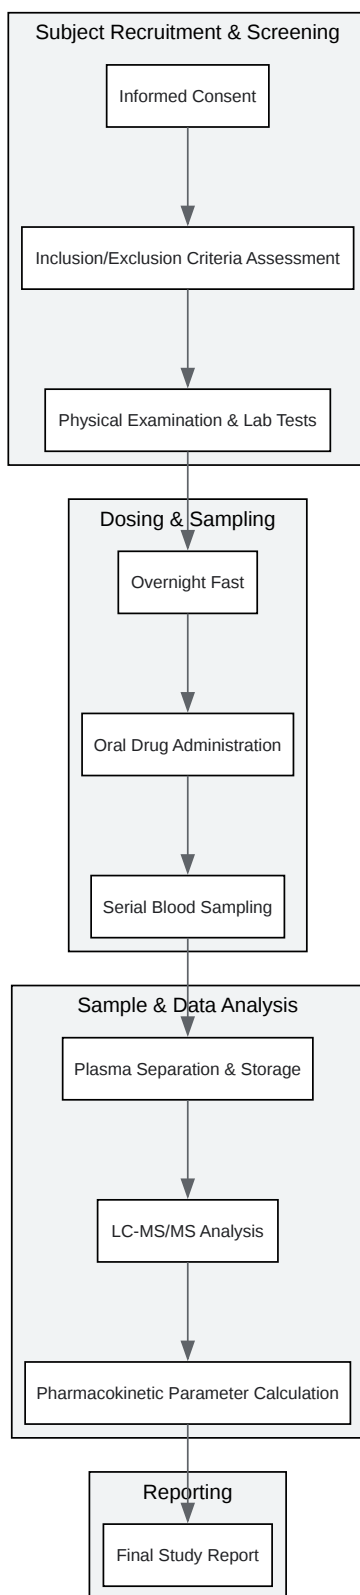 Subject Recruitment & Screening
Informed Consent
Inclusion/Exclusion Criteria Assessment
Physical Examination & Lab Tests
Dosing & Sampling
Overnight Fast
Oral Drug Administration
Serial Blood Sampling
Sample & Data Analysis
Plasma Separation & Storage
LC-MS/MS Analysis
Pharmacokinetic Parameter Calculation
Reporting
Final Study Report